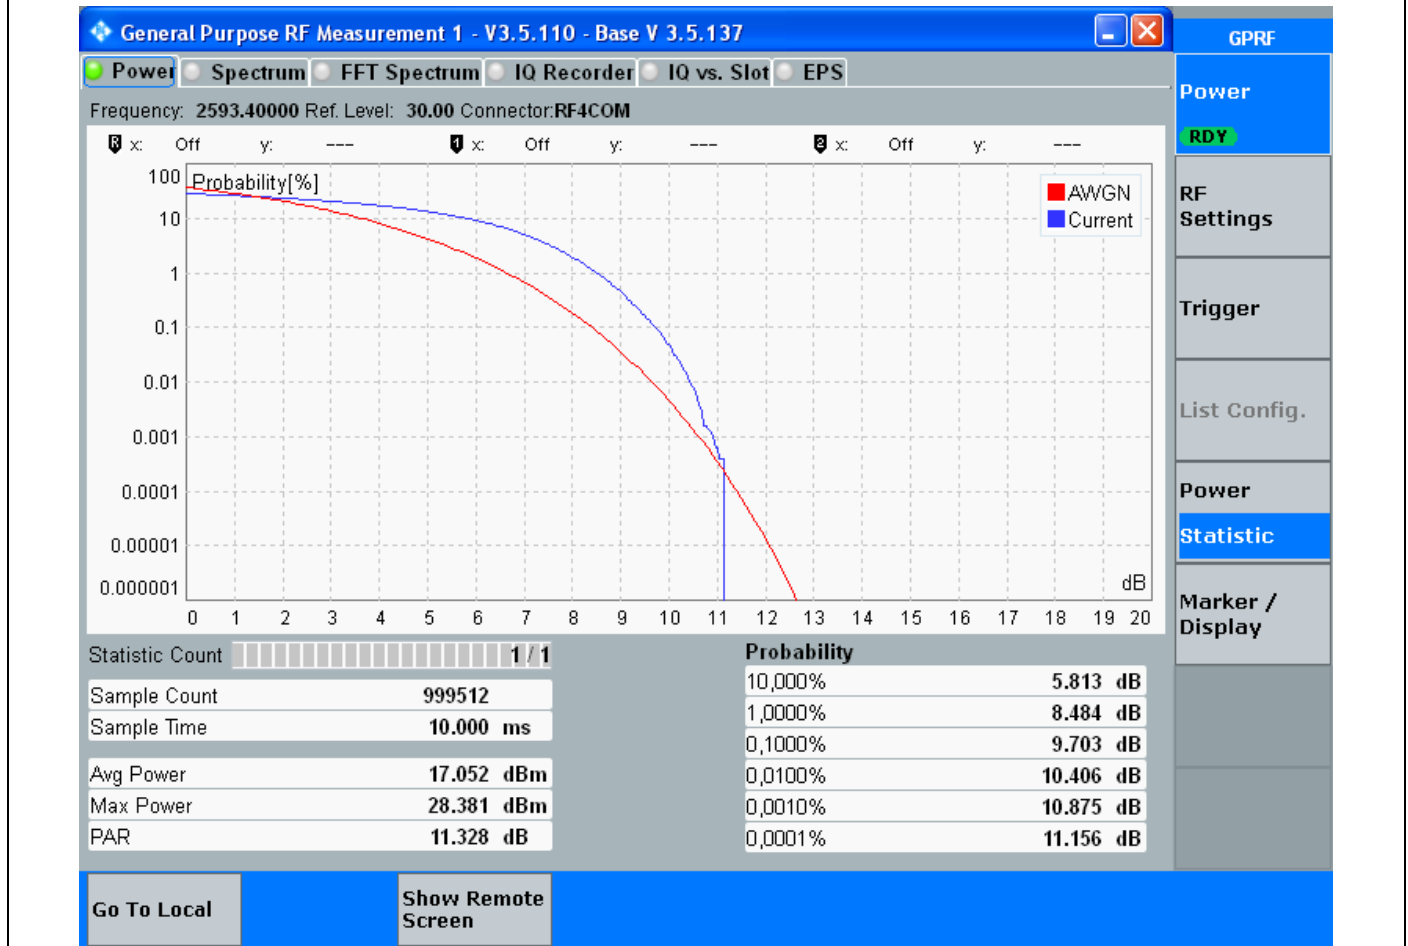 General Purpose RF Measurement 1 - V3.5.110 - Base V 3.5.137
GPRF
Power Spectrum FFT Spectrum IQ Recorder IQ vs. Slot EPS
Frequency: 2593.40000 Ref. Level: 30.00 Connector:RF4COM
R x: Off y: --- 1 x: Off y: --- 2 x: Off y: ---
Probability[%]
100
10
1
0.1
0.01
0.001
0.0001
0.00001
0.000001
AWGN
Current
dB
0 1 2 3 4 5 6 7 8 9 10 11 12 13 14 15 16 17 18 19 20
Statistic Count 1 / 1
Sample Count 999512
Sample Time 10.000 ms
Avg Power 17.052 dBm
Max Power 28.381 dBm
PAR 11.328 dB
Probability
10,000% 5.813 dB
1,0000% 8.484 dB
0,1000% 9.703 dB
0,0100% 10.406 dB
0,0010% 10.875 dB
0,0001% 11.156 dB
Power
RDY
RF
Settings
Trigger
List Config.
Power
Statistic
Marker /
Display
Go To Local
Show Remote
Screen